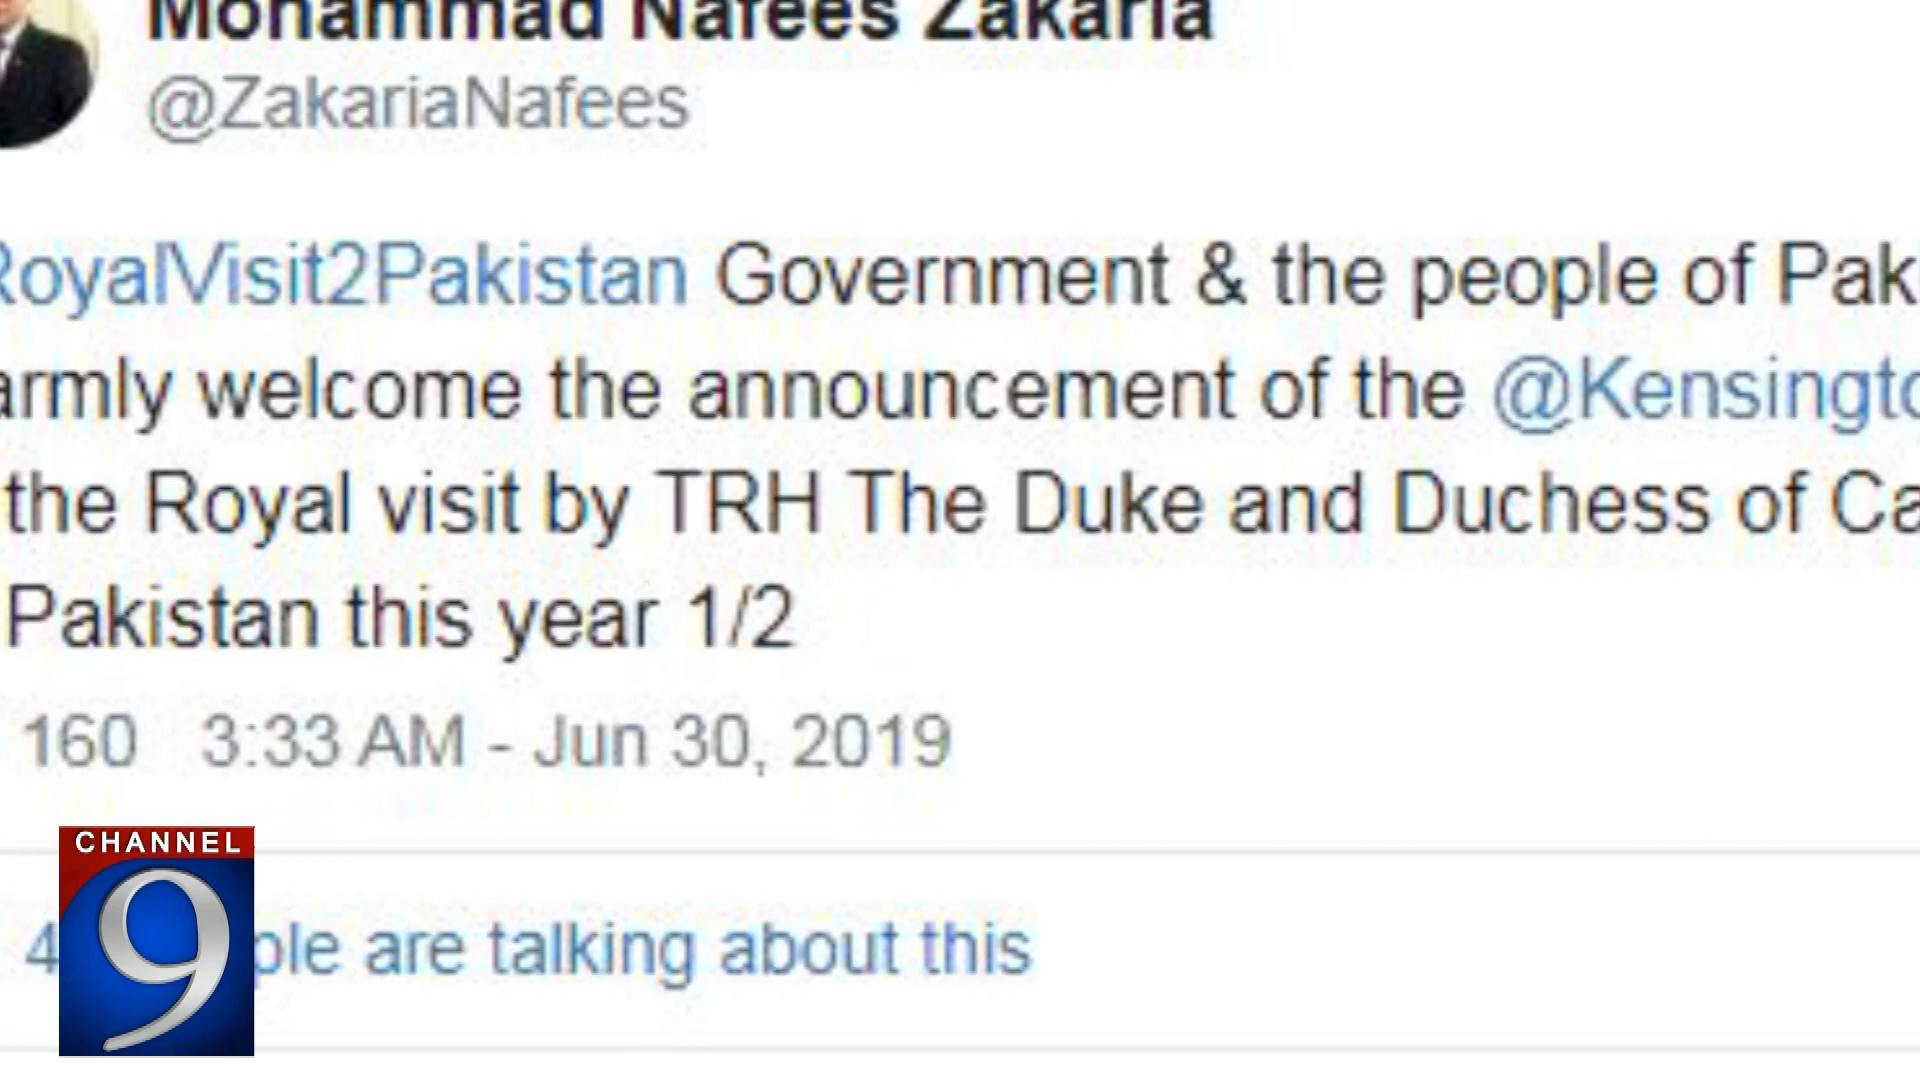 Mohammad Nafees Zakaria
@ZakariaNafees
RoyalVisit2Pakistan Government & the people of Pak
armly welcome the announcement of the @Kensingto
the Royal visit by TRH The Duke and Duchess of Ca
Pakistan this year 1/2
160 3:33 AM - Jun 30, 2019
CHANNEL
9
4 ple are talking about this